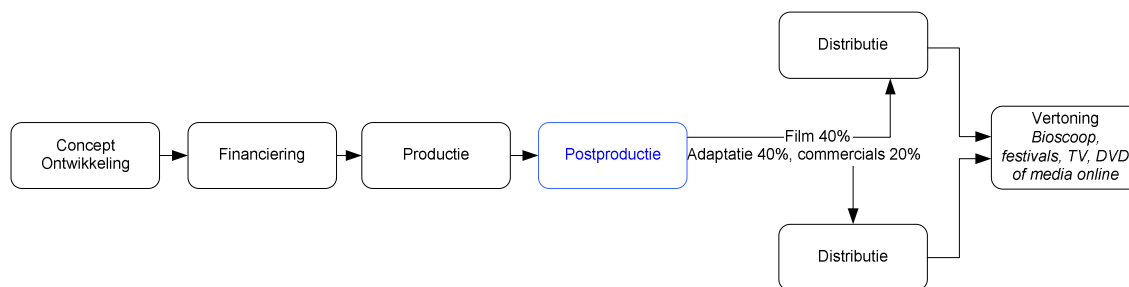 Concept
Ontwikkeling
Financiering
Productie
Postproductie
Film 40%
Adaptatie 40%, commercials 20%
Distributie
Distributie
Vertoning
Bioscoop,
festivals, TV, DVD
of media online